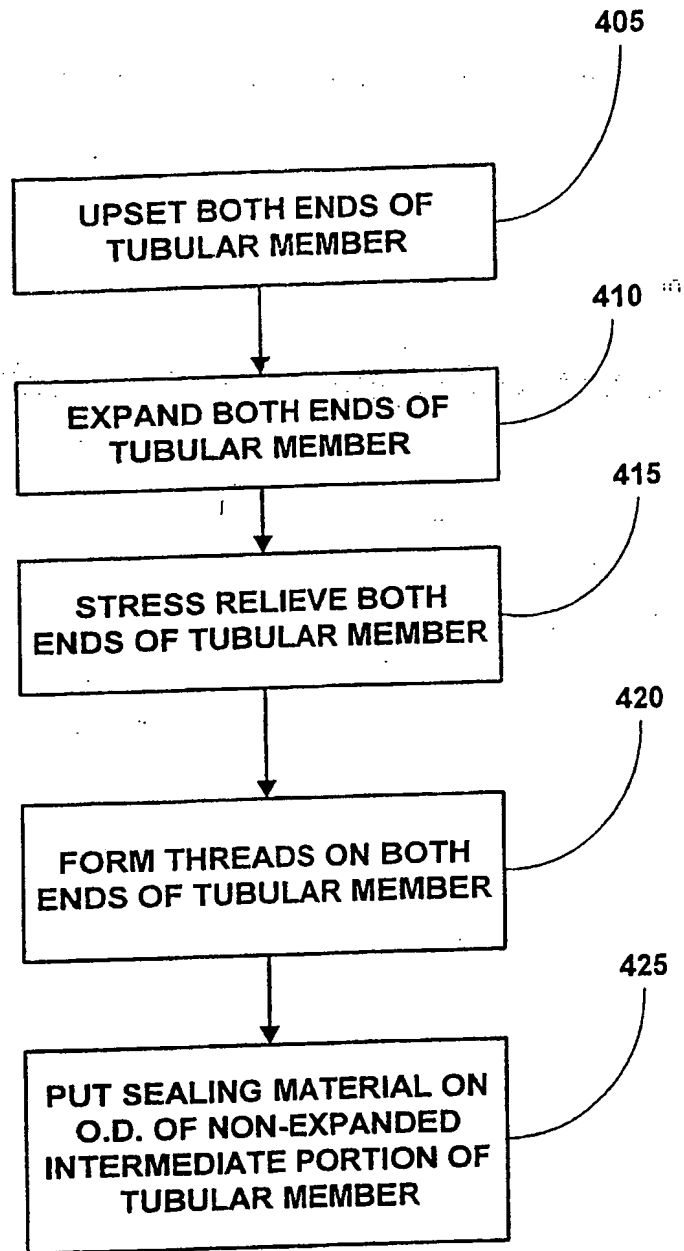 405
UPSET BOTH ENDS OF
TUBULAR MEMBER
410
EXPAND BOTH ENDS OF
TUBULAR MEMBER
415
STRESS RELIEVE BOTH
ENDS OF TUBULAR MEMBER
420
FORM THREADS ON BOTH
ENDS OF TUBULAR MEMBER
425
PUT SEALING MATERIAL ON
O.D. OF NON-EXPANDED
INTERMEDIATE PORTION OF
TUBULAR MEMBER